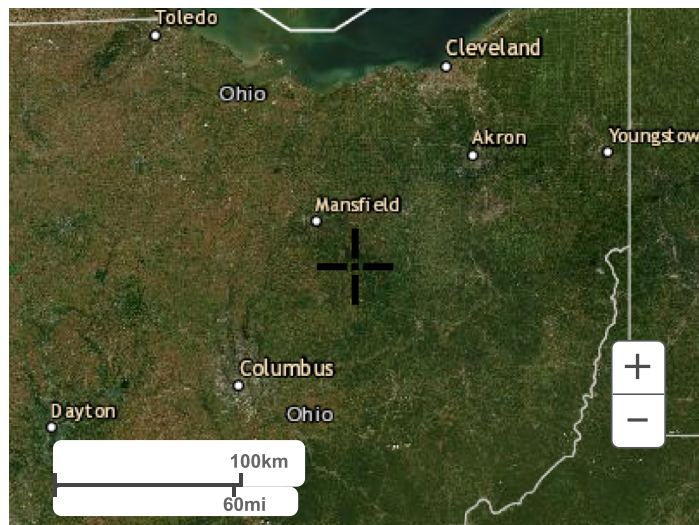 Toledo
Cleveland
Ohio
Akron
Youngstow
Mansfield
Columbus
Dayton
Ohio
100km
60mi
+
−